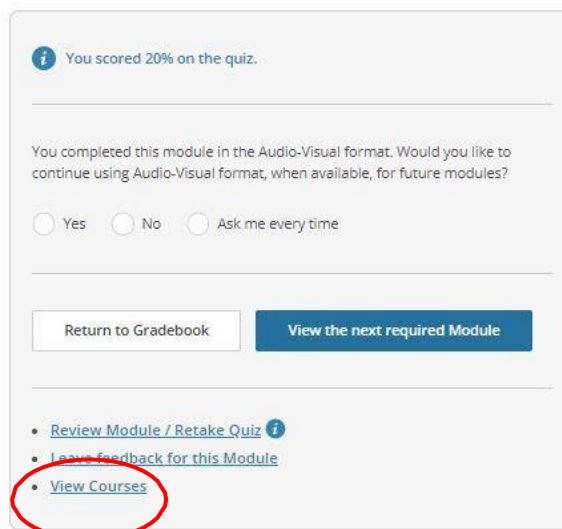 You scored 20% on the quiz.
You completed this module in the Audio-Visual format. Would you like to
continue using Audio-Visual format, when available, for future modules?
Yes No Ask me every time
Return to Gradebook View the next required Module
Review Module / Retake Quiz
Leave feedback for this Module
View Courses